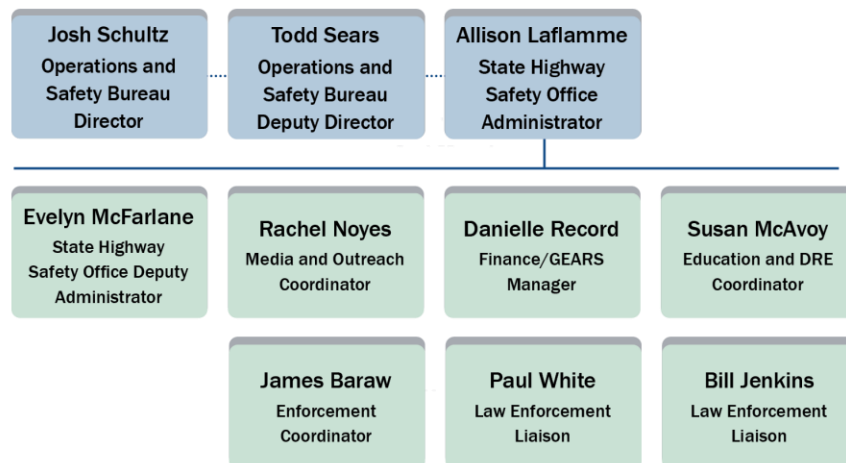 Josh Schultz
Operations and
Safety Bureau
Director
Todd Sears
Operations and
Safety Bureau
Deputy Director
Allison Laflamme
State Highway
Safety Office
Administrator
Evelyn McFarlane
State Highway
Safety Office Deputy
Administrator
Rachel Noyes
Media and Outreach
Coordinator
Danielle Record
Finance/GEARS
Manager
Susan McAvoy
Education and DRE
Coordinator
James Baraw
Enforcement
Coordinator
Paul White
Law Enforcement
Liaison
Bill Jenkins
Law Enforcement
Liaison